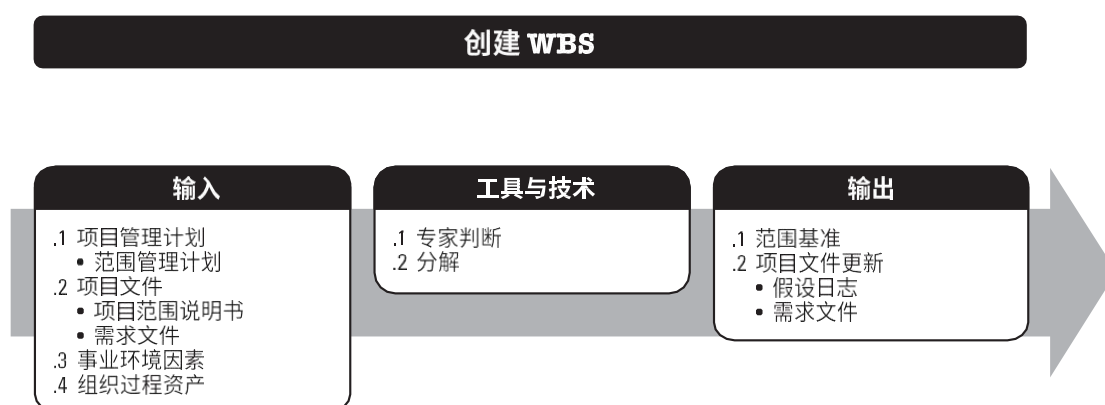 创建 WBS
输入
.1 项目管理计划
• 范围管理计划
.2 项目文件
• 项目范围说明书
• 需求文件
.3 事业环境因素
.4 组织过程资产
工具与技术
.1 专家判断
.2 分解
输出
.1 范围基准
.2 项目文件更新
• 假设日志
• 需求文件